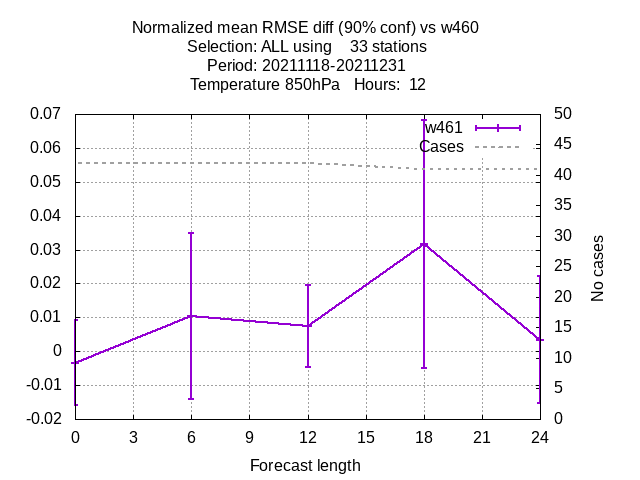 Normalized mean RMSE diff (90% conf) vs w460
Selection: ALL using    33 stations
Period: 20211118-20211231
Temperature 850hPa   Hours:  12
0.07
0.06
0.05
0.04
0.03
0.02
0.01
0
-0.01
-0.02
50
45
40
35
30
25
20
15
10
5
0
w461
Cases
No cases
0 3 6 9 12 15 18 21 24
Forecast length